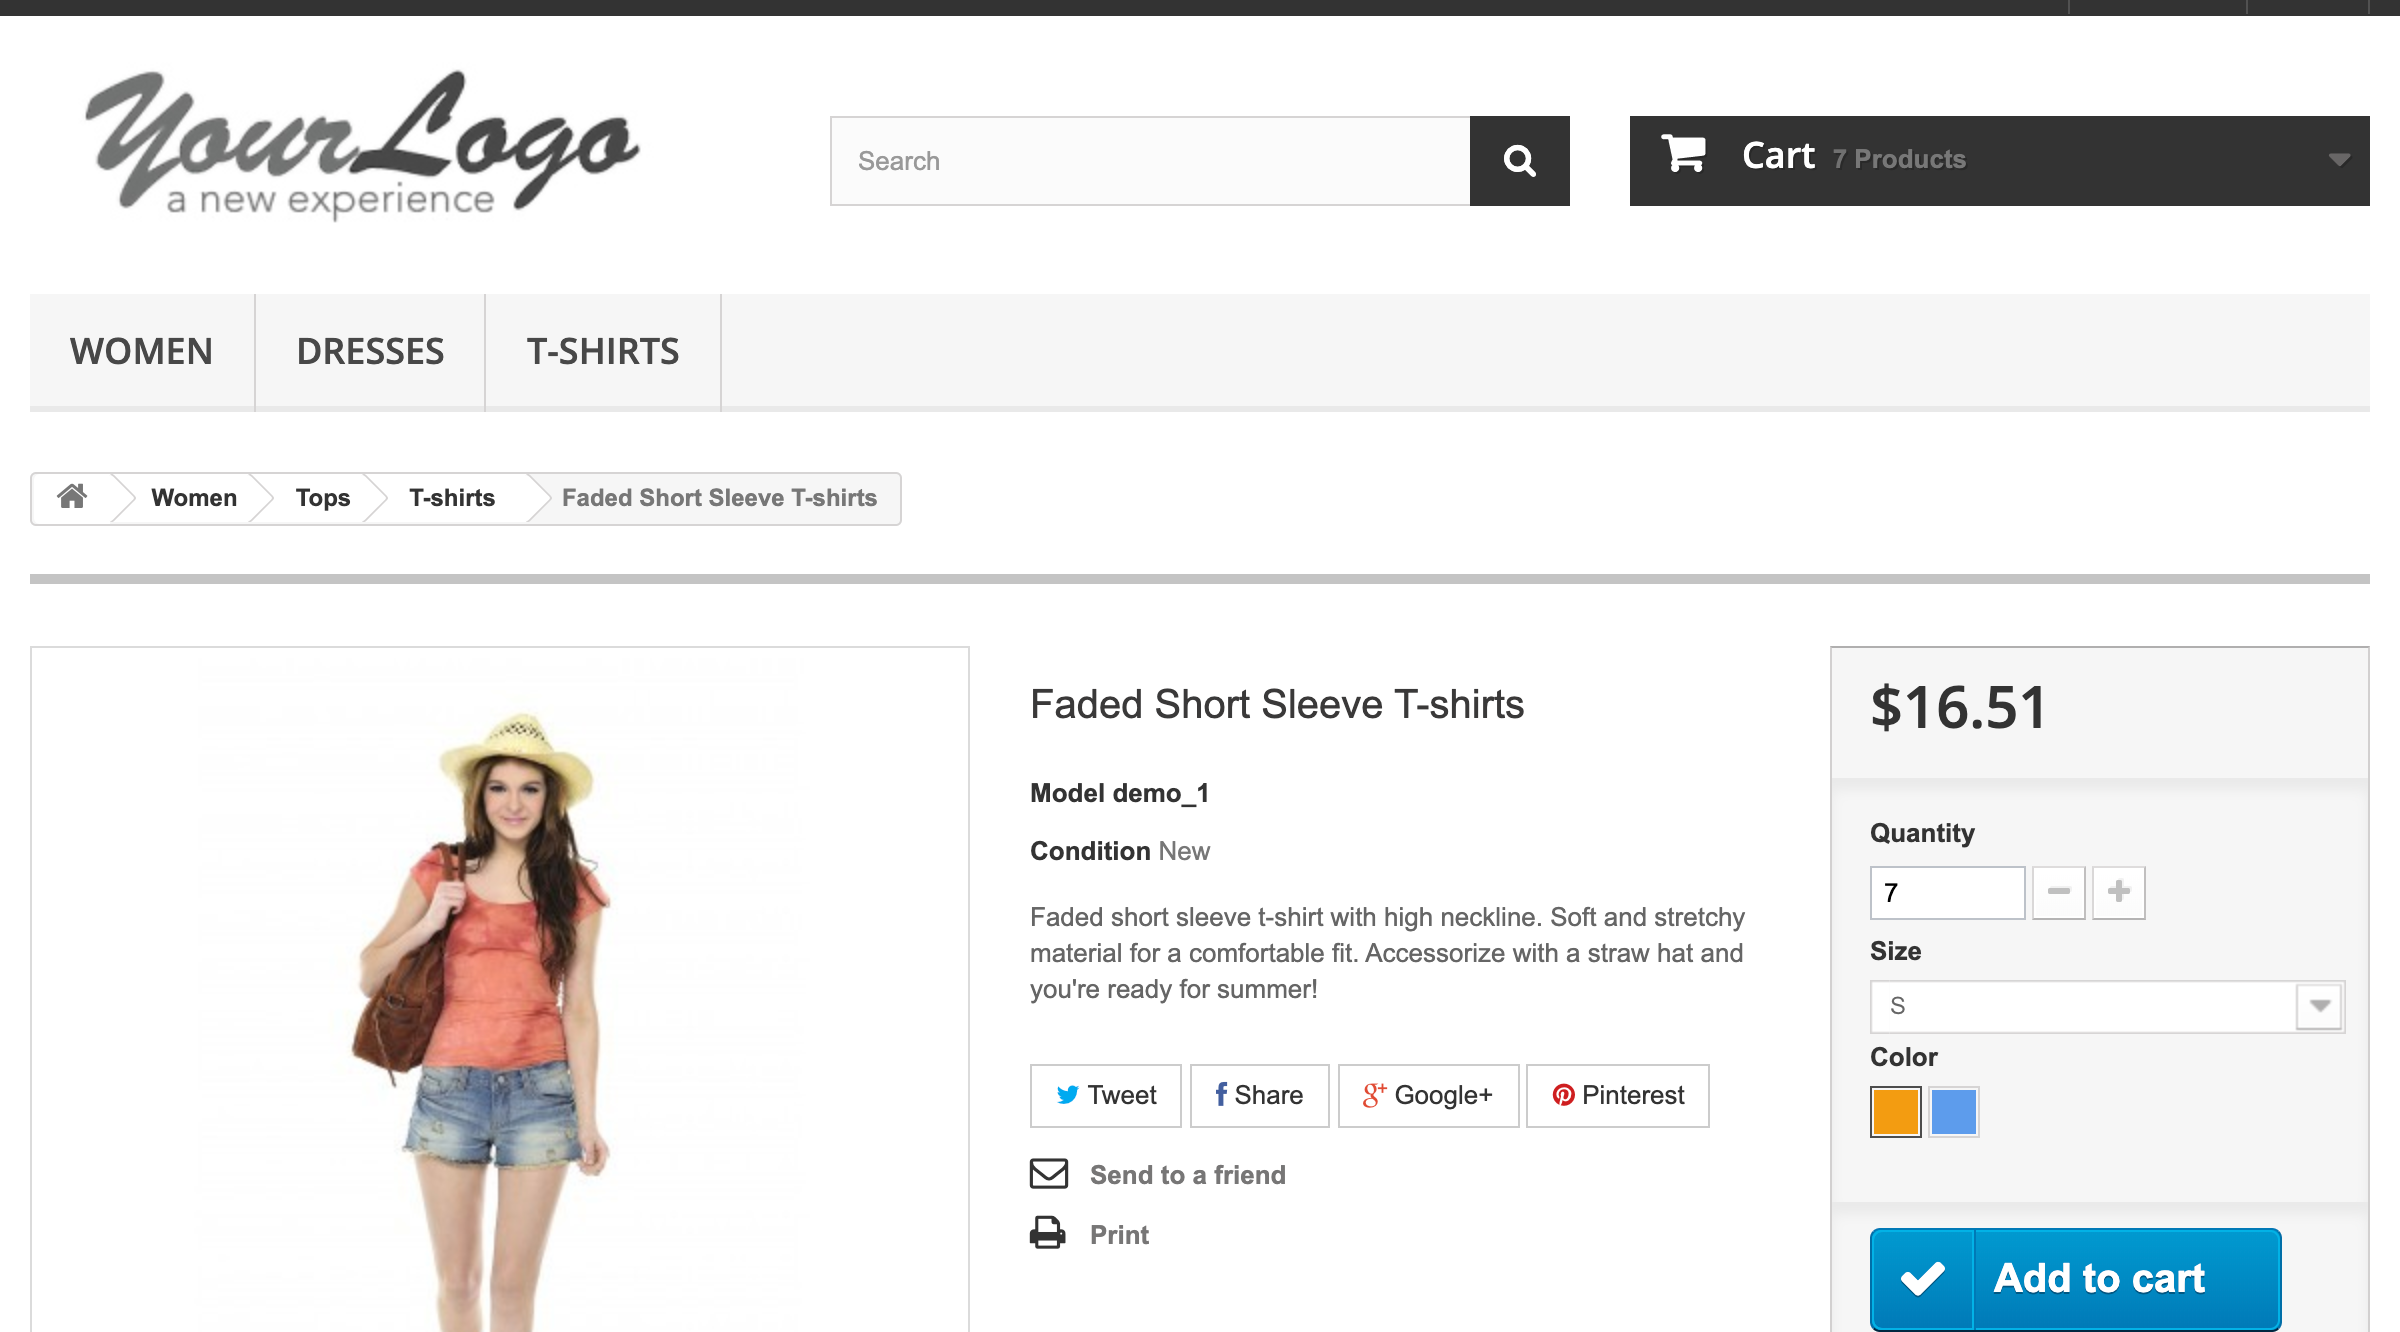 YourLogo
a new experience
Search
Cart 7 Products
WOMEN DRESSES T-SHIRTS
Women Tops T-shirts Faded Short Sleeve T-shirts
Faded Short Sleeve T-shirts
Model demo_1
Condition New
Faded short sleeve t-shirt with high neckline. Soft and stretchy
material for a comfortable fit. Accessorize with a straw hat and
you're ready for summer!
Tweet Share Google+ Pinterest
Send to a friend
Print
$16.51
Quantity
7
Size
S
Color
Add to cart